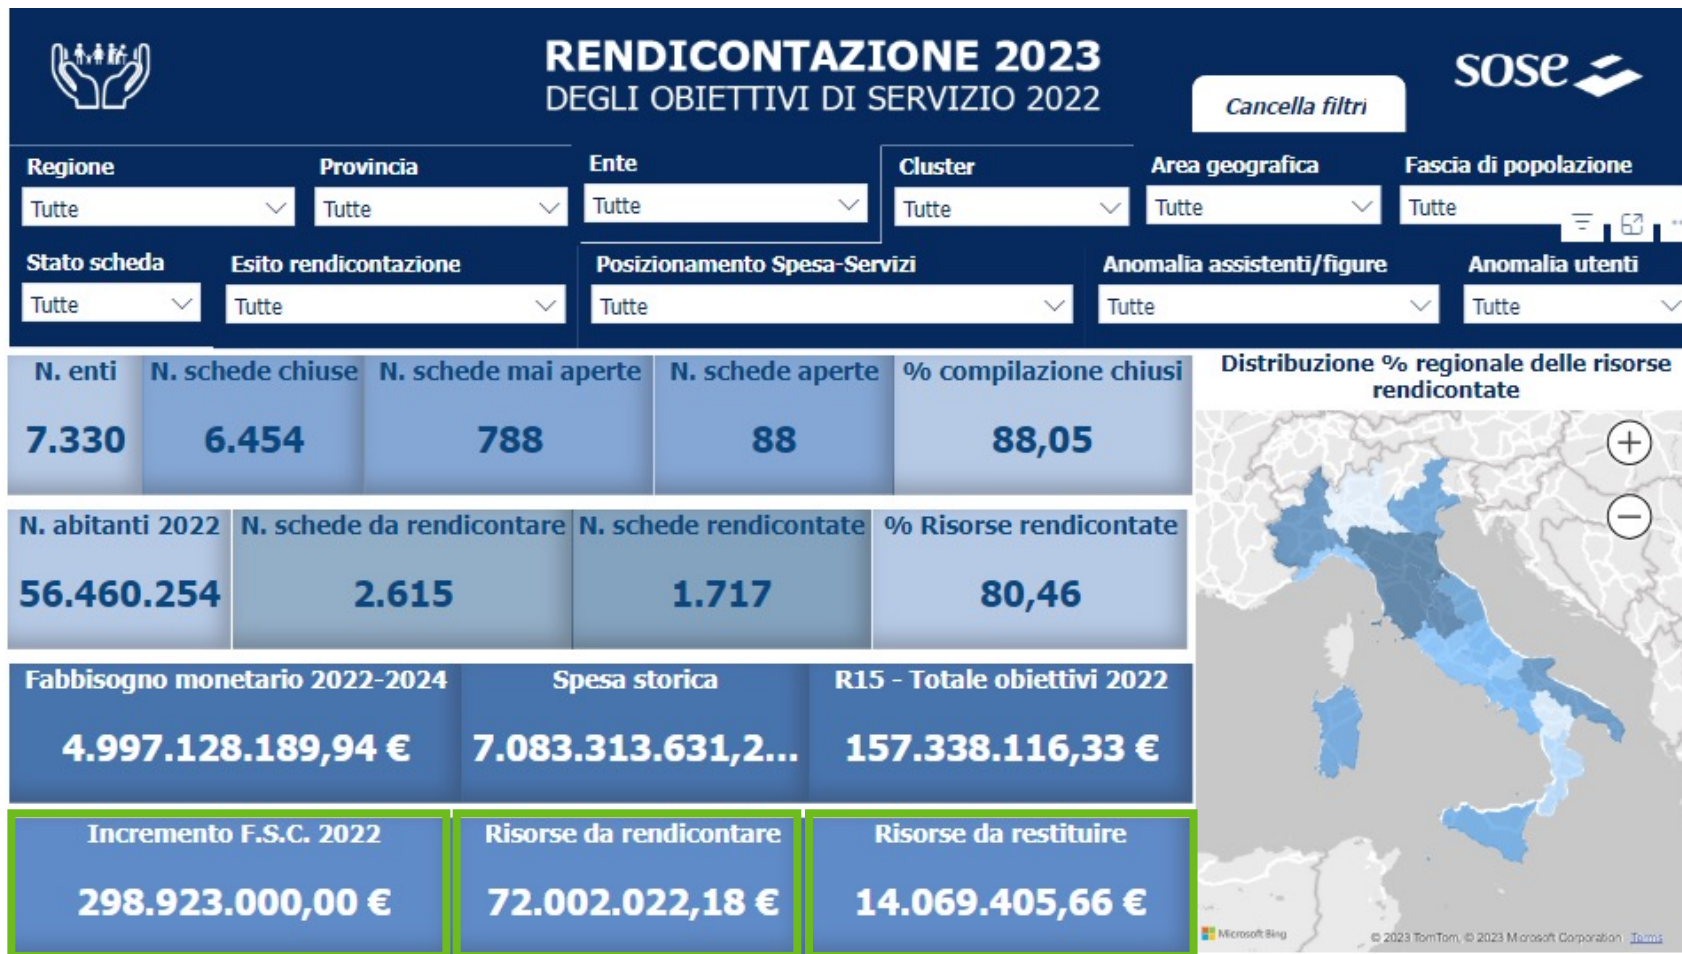 RENDICONTAZIONE 2023
DEGLI OBIETTIVI DI SERVIZIO 2022
Cancella filtri
sose
Regione
Provincia
Ente
Cluster
Area geografica
Fascia di popolazione
Tutte
Tutte
Tutte
Tutte
Tutte
Tutte
Stato scheda
Esito rendicontazione
Posizionamento Spesa-Servizi
Anomalia assistenti/figure
Anomalia utenti
Tutte
Tutte
Tutte
Tutte
Tutte
N. enti
N. schede chiuse
N. schede mai aperte
N. schede aperte
% compilazione chiusi
7.330
6.454
788
88
88,05
Distribuzione % regionale delle risorse
rendicontate
N. abitanti 2022
N. schede da rendicontare
N. schede rendicontate
% Risorse rendicontate
56.460.254
2.615
1.717
80,46
Fabbisogno monetario 2022-2024
Spesa storica
R15 - Totale obiettivi 2022
4.997.128.189,94 €
7.083.313.631,2...
157.338.116,33 €
Incremento F.S.C. 2022
Risorse da rendicontare
Risorse da restituire
298.923.000,00 €
72.002.022,18 €
14.069.405,66 €
Microsoft Bing
© 2023 TomTom, © 2023 Microsoft Corporation Terms